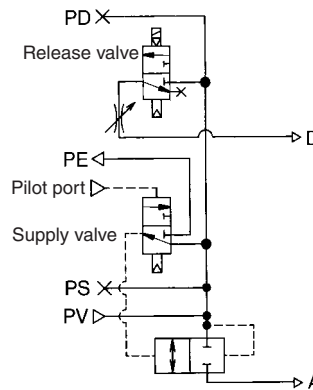 PD
Release valve
D
PE
Pilot port
Supply valve
PS
PV
A